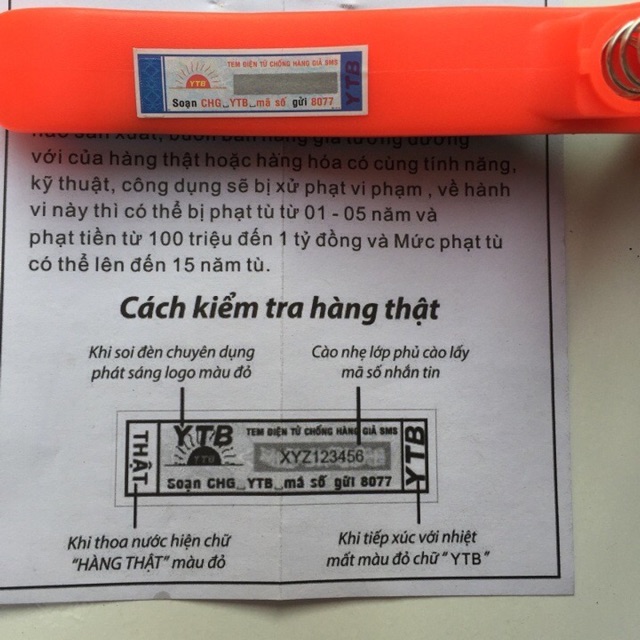 TEM ĐIỆN TỬ CHỐNG HÀNG GIẢ SMS
YTB
YTB
Soạn CHG_YTB_mã số gửi 8077
với của hàng thật hoặc hàng hóa có cùng tính năng,
kỹ thuật, công dụng sẽ bị xử phạt vi phạm , về hành
vi này thì có thể bị phạt tù từ 01 - 05 năm và
phạt tiền từ 100 triệu đến 1 tỷ đồng và Mức phạt tù
có thể lên đến 15 năm tù.
Cách kiểm tra hàng thật
Khi soi đèn chuyên dụng
phát sáng logo màu đỏ
Cào nhẹ lớp phủ cào lấy
mã số nhắn tin
THẬT
YTB
YTB
TEM ĐIỆN TỬ CHỐNG HÀNG GIẢ SMS
XYZ123456
Soạn CHG_YTB_mã số gửi 8077
YTB
Khi thoa nước hiện chữ
“HÀNG THẬT” màu đỏ
Khi tiếp xúc với nhiệt
mất màu đỏ chữ “YTB”